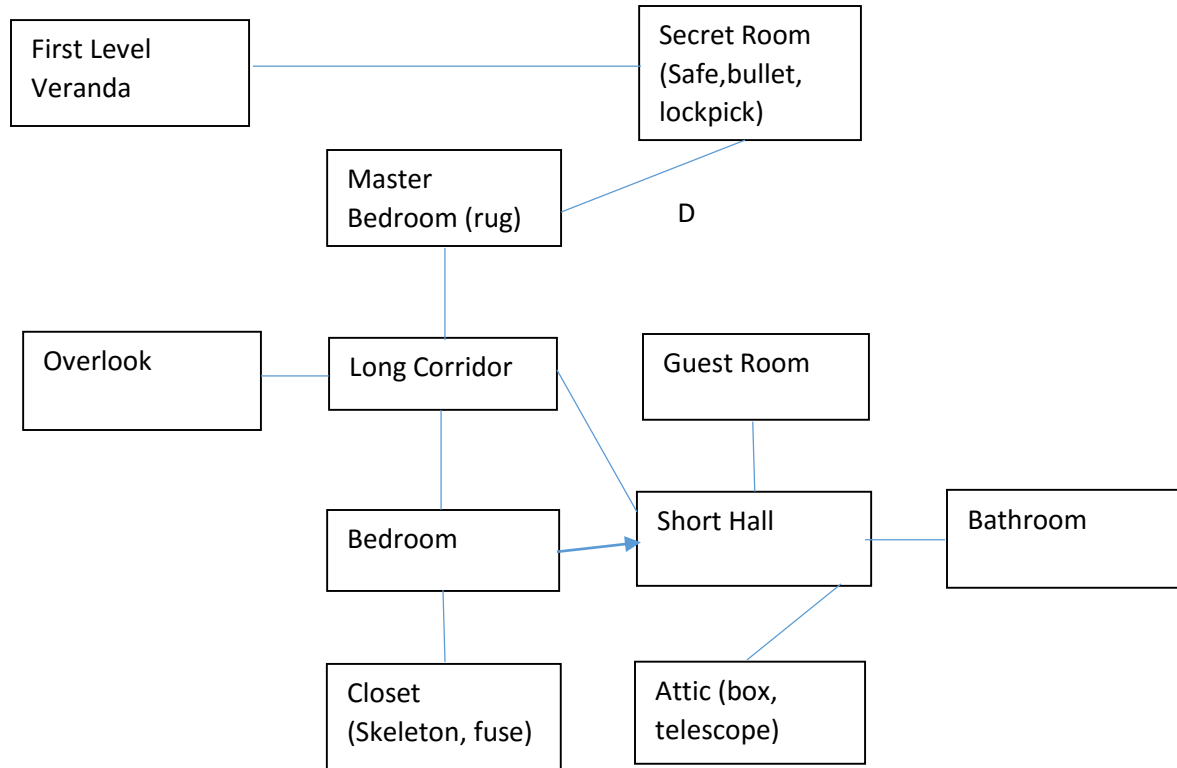 First Level
Veranda
Secret Room
(Safe,bullet,
lockpick)
Master
Bedroom (rug)
D
Overlook
Long Corridor
Guest Room
Bedroom
Short Hall
Bathroom
Closet
(Skeleton, fuse)
Attic (box,
telescope)